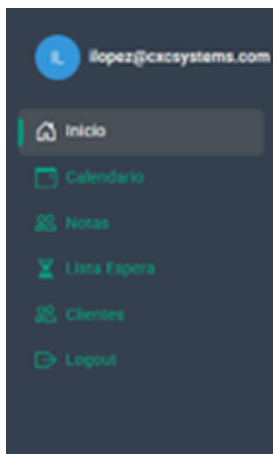 IL
ilopez@cxcsystems.com
Inicio
Calendario
Notas
Lista Espera
Clientes
Logout